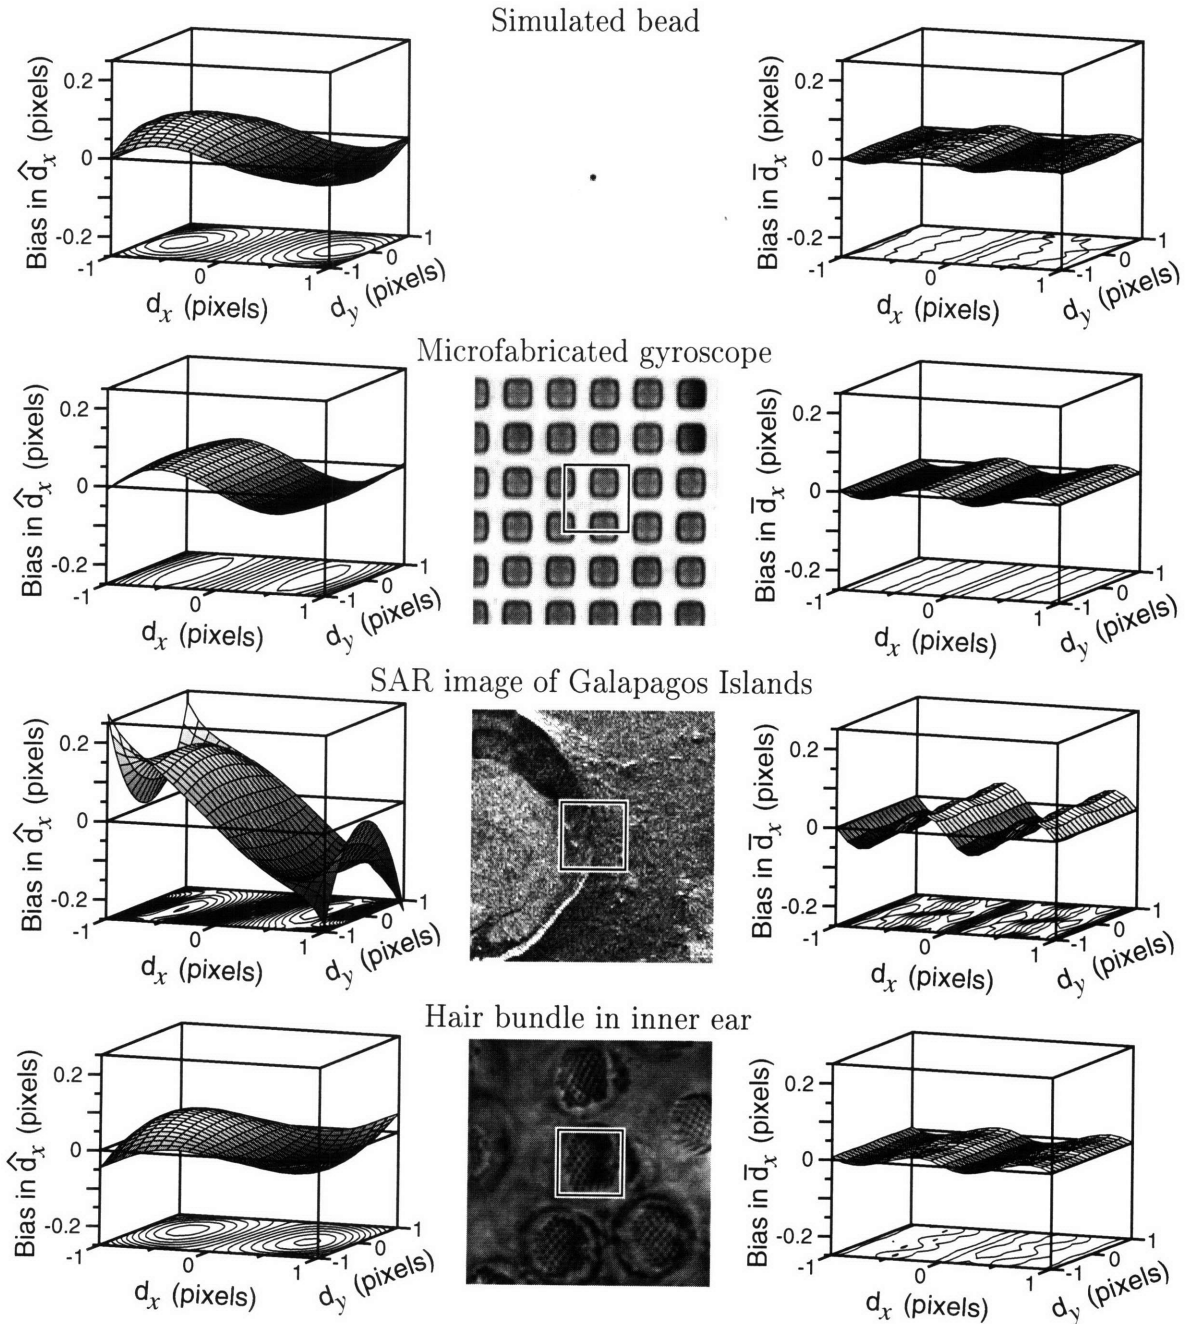 Simulated bead
Bias in d̂x (pixels)
0.2
0
-0.2
-1
0
1
dx (pixels)
-1
0
1
dy (pixels)
Bias in d̄x (pixels)
0.2
0
-0.2
-1
0
1
dx (pixels)
-1
0
1
dy (pixels)
Microfabricated gyroscope
Bias in d̂x (pixels)
0.2
0
-0.2
-1
0
1
dx (pixels)
-1
0
1
dy (pixels)
Bias in d̄x (pixels)
0.2
0
-0.2
-1
0
1
dx (pixels)
-1
0
1
dy (pixels)
SAR image of Galapagos Islands
Bias in d̂x (pixels)
0.2
0
-0.2
-1
0
1
dx (pixels)
-1
0
1
dy (pixels)
Bias in d̄x (pixels)
0.2
0
-0.2
-1
0
1
dx (pixels)
-1
0
1
dy (pixels)
Hair bundle in inner ear
Bias in d̂x (pixels)
0.2
0
-0.2
-1
0
1
dx (pixels)
-1
0
1
dy (pixels)
Bias in d̄x (pixels)
0.2
0
-0.2
-1
0
1
dx (pixels)
-1
0
1
dy (pixels)